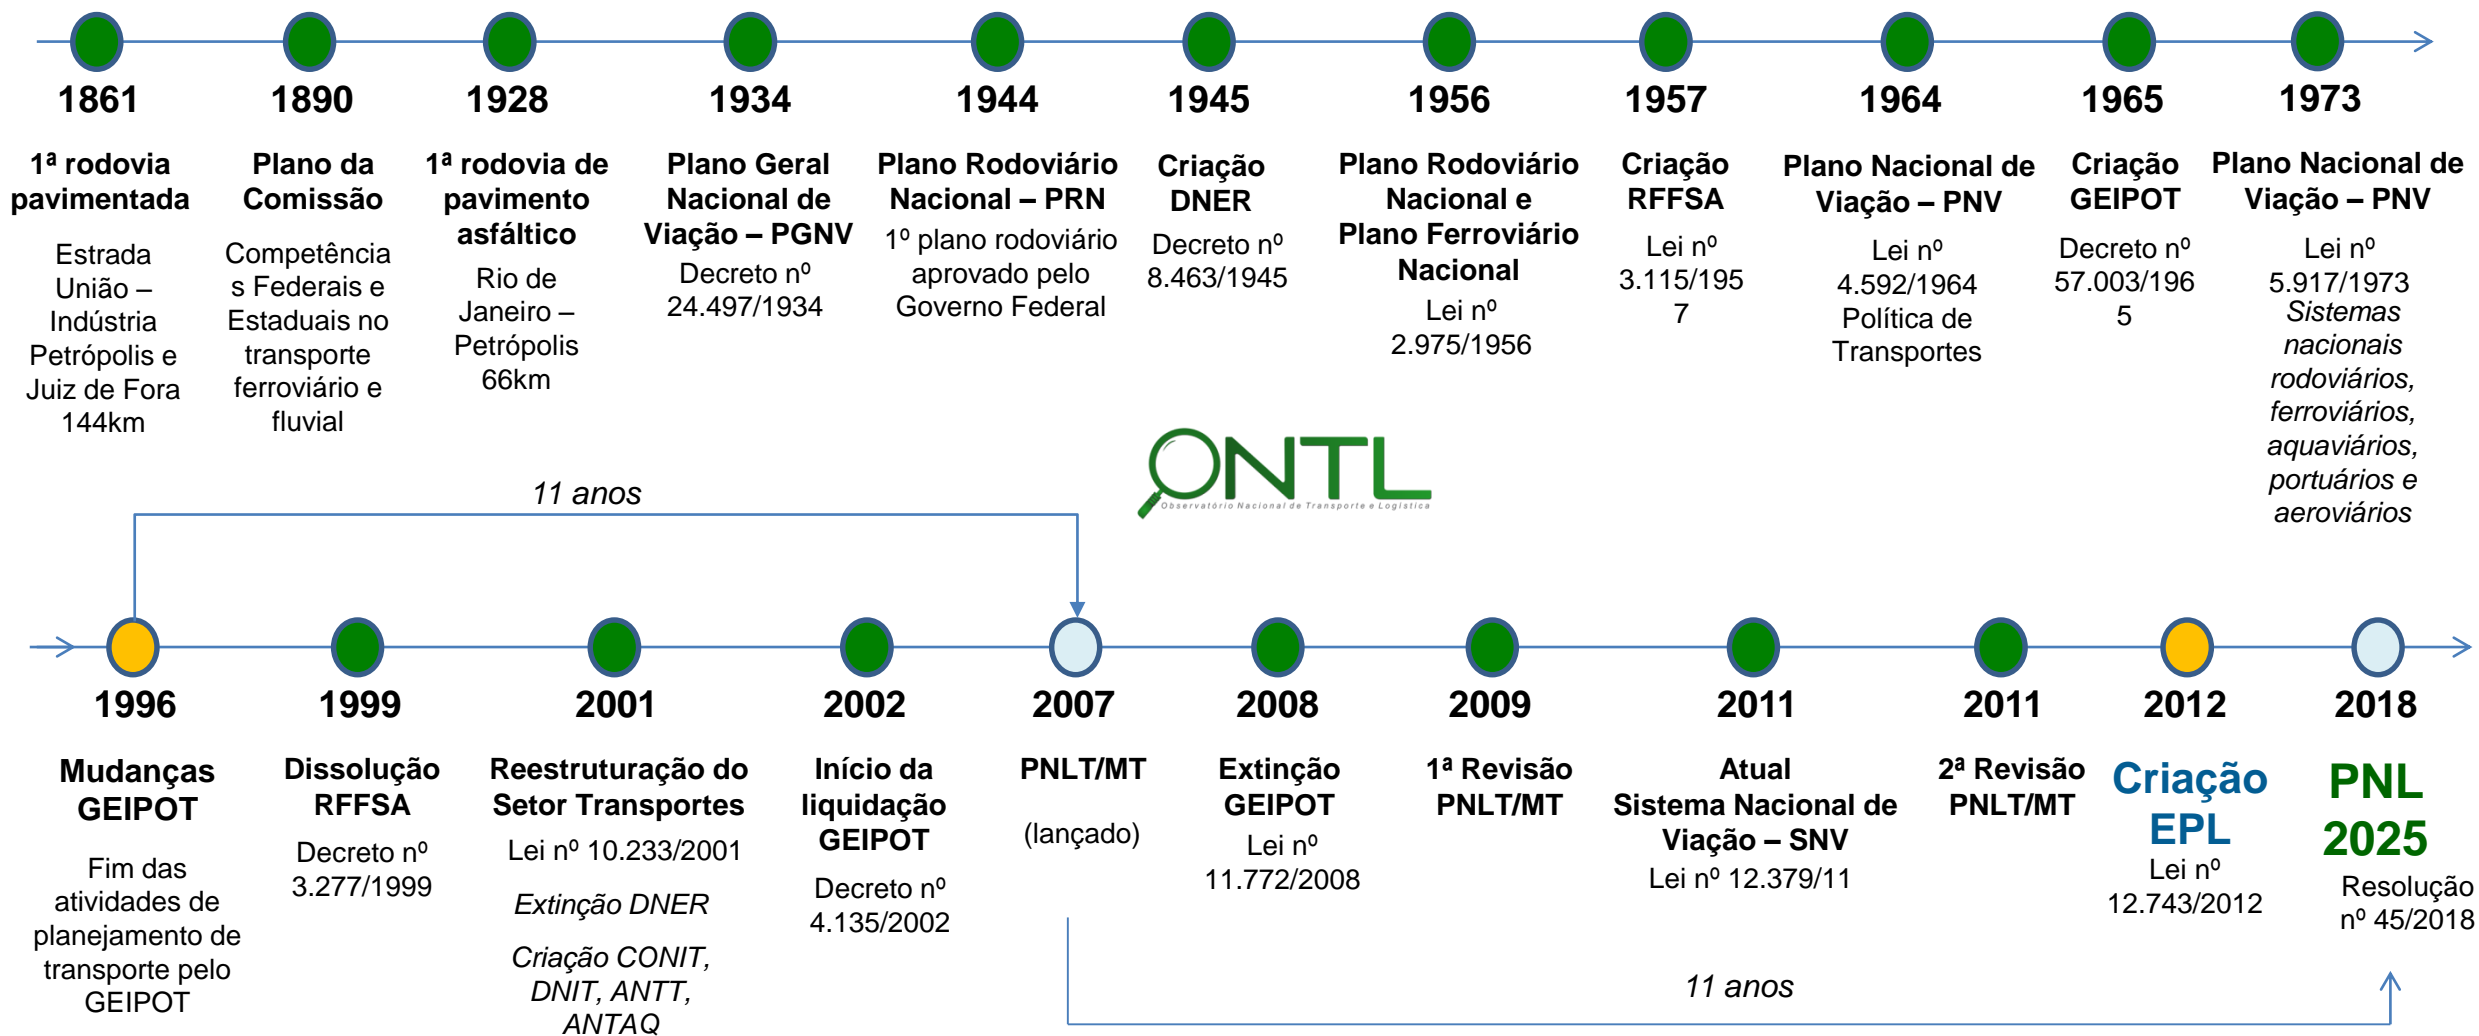 1861
1ª rodovia
pavimentada
Estrada
União –
Indústria
Petrópolis e
Juiz de Fora
144km
1890
Plano da
Comissão
Competência
s Federais e
Estaduais no
transporte
ferroviário e
fluvial
1928
1ª rodovia de
pavimento
asfáltico
Rio de
Janeiro –
Petrópolis
66km
1934
Plano Geral
Nacional de
Viação – PGNV
Decreto nº
24.497/1934
1944
Plano Rodoviário
Nacional – PRN
1º plano rodoviário
aprovado pelo
Governo Federal
1945
Criação
DNER
Decreto nº
8.463/1945
1956
Plano Rodoviário
Nacional e
Plano Ferroviário
Nacional
Lei nº
2.975/1956
1957
Criação
RFFSA
Lei nº
3.115/195
7
1964
Plano Nacional de
Viação – PNV
Lei nº
4.592/1964
Política de
Transportes
1965
Criação
GEIPOT
Decreto nº
57.003/196
5
1973
Plano Nacional de
Viação – PNV
Lei nº
5.917/1973
Sistemas
nacionais
rodoviários,
ferroviários,
aquaviários,
portuários e
aeroviários
ONTL
Observatório Nacional de Transporte e Logística
11 anos
1996
Mudanças
GEIPOT
Fim das
atividades de
planejamento de
transporte pelo
GEIPOT
1999
Dissolução
RFFSA
Decreto nº
3.277/1999
2001
Reestruturação do
Setor Transportes
Lei nº 10.233/2001
Extinção DNER
Criação CONIT,
DNIT, ANTT,
ANTAQ
2002
Início da
liquidação
GEIPOT
Decreto nº
4.135/2002
2007
PNLT/MT
(lançado)
2008
Extinção
GEIPOT
Lei nº
11.772/2008
2009
1ª Revisão
PNLT/MT
2011
Atual
Sistema Nacional de
Viação – SNV
Lei nº 12.379/11
2011
2ª Revisão
PNLT/MT
2012
Criação
EPL
Lei nº
12.743/2012
2018
PNL
2025
Resolução
nº 45/2018
11 anos